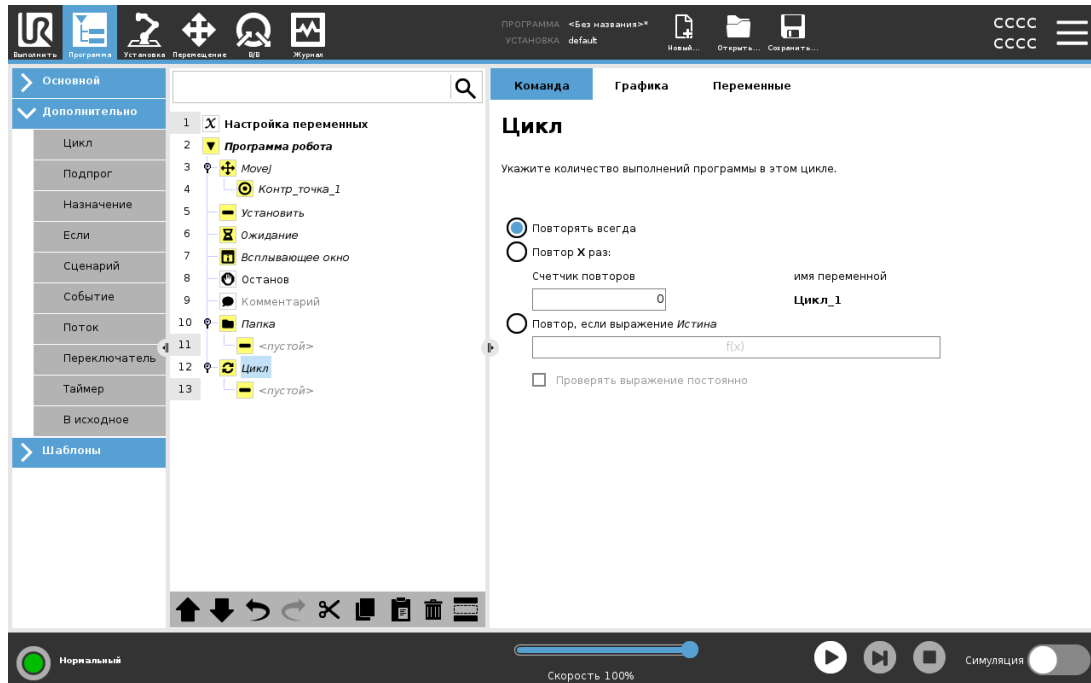 ПРОГРАММА <Без названия>*
УСТАНОВКА default
Выполнить Программа Установка Перемещение В/В Журнал
Новый... Открыть... Сохранить...
CCCC
CCCC
Основной
Дополнительно
Цикл
Подпрог
Назначение
Если
Сценарий
Событие
Поток
Переключатель
Таймер
В исходное
Шаблоны
1 X Настройка переменных
2 Программа робота
3 MoveJ
4 Контр_точка_1
5 Установить
6 Ожидание
7 Всплывающее окно
8 Останов
9 Комментарий
10 Папка
11 <пустой>
12 Цикл
13 <пустой>
Команда Графика Переменные
Цикл
Укажите количество выполнений программы в этом цикле.
Повторять всегда
Повтор X раз:
Счетчик повторов имя переменной
0 Цикл_1
Повтор, если выражение Истина
f(x)
Проверять выражение постоянно
Нормальный
Скорость 100%
Симуляция